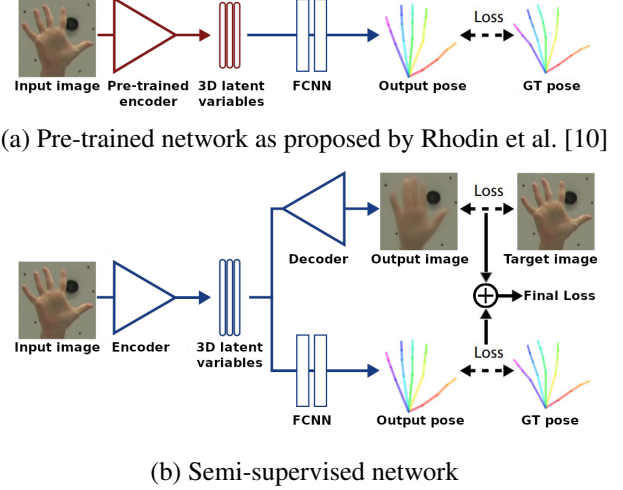 Loss
Input image
Pre-trained
encoder
3D latent
variables
FCNN
Output pose
GT pose
(a) Pre-trained network as proposed by Rhodin et al. [10]
Loss
Decoder
Output image
Target image
Final Loss
Input image
Encoder
3D latent
variables
Loss
FCNN
Output pose
GT pose
(b) Semi-supervised network